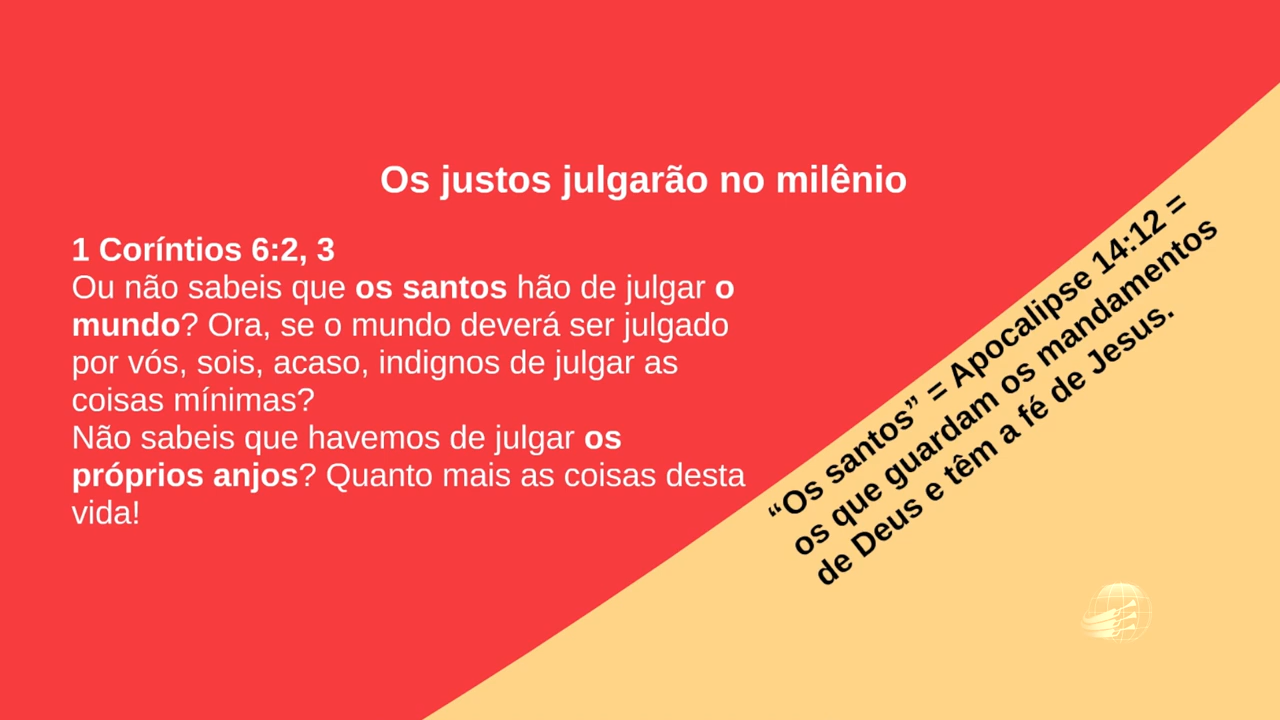 Os justos julgarão no milênio
1 Coríntios 6:2, 3
Ou não sabeis que os santos hão de julgar o
mundo? Ora, se o mundo deverá ser julgado
por vós, sois, acaso, indignos de julgar as
coisas mínimas?
Não sabeis que havemos de julgar os
próprios anjos? Quanto mais as coisas desta
vida!
“Os santos” = Apocalipse 14:12 =
os que guardam os mandamentos
de Deus e têm a fé de Jesus.